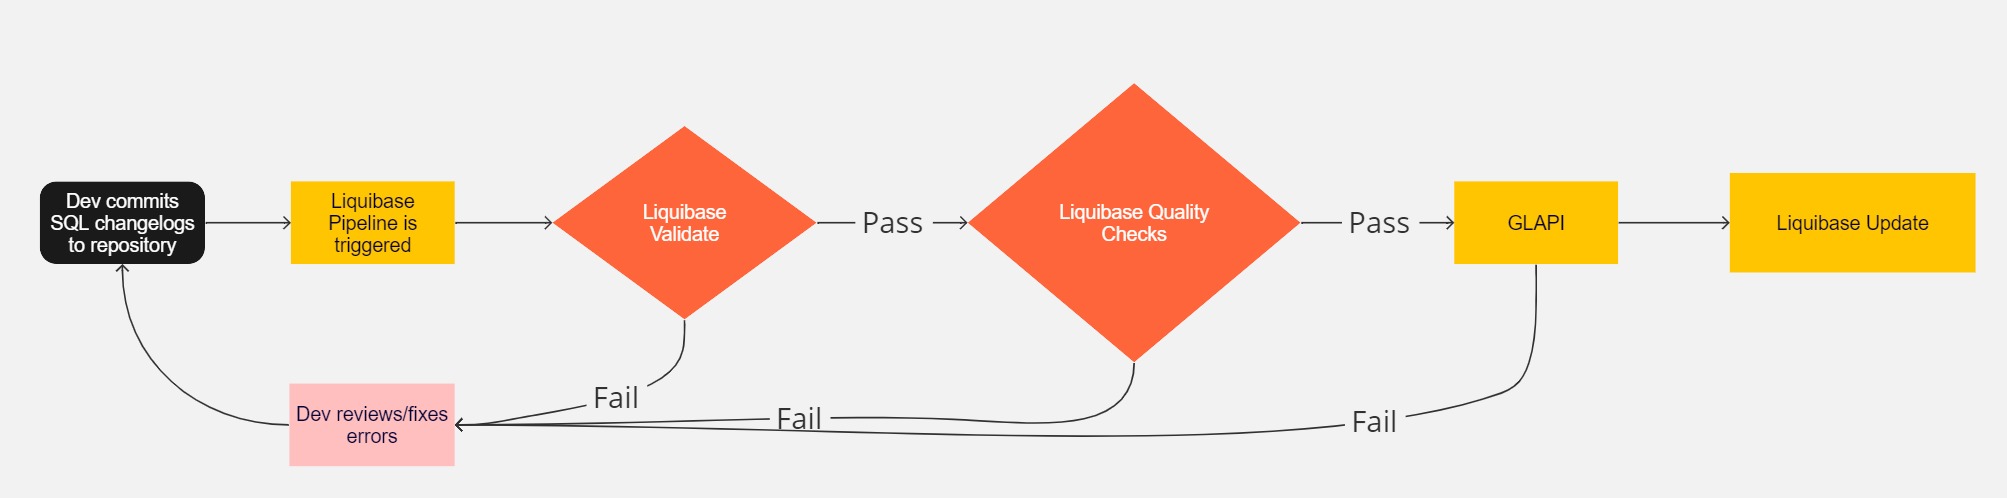 Dev commits
SQL changelogs
to repository
Liquibase
Pipeline is
triggered
Liquibase
Validate
Pass
Liquibase Quality
Checks
Pass
GLAPI
Liquibase Update
Dev reviews/fixes
errors
Fail
Fail
Fail